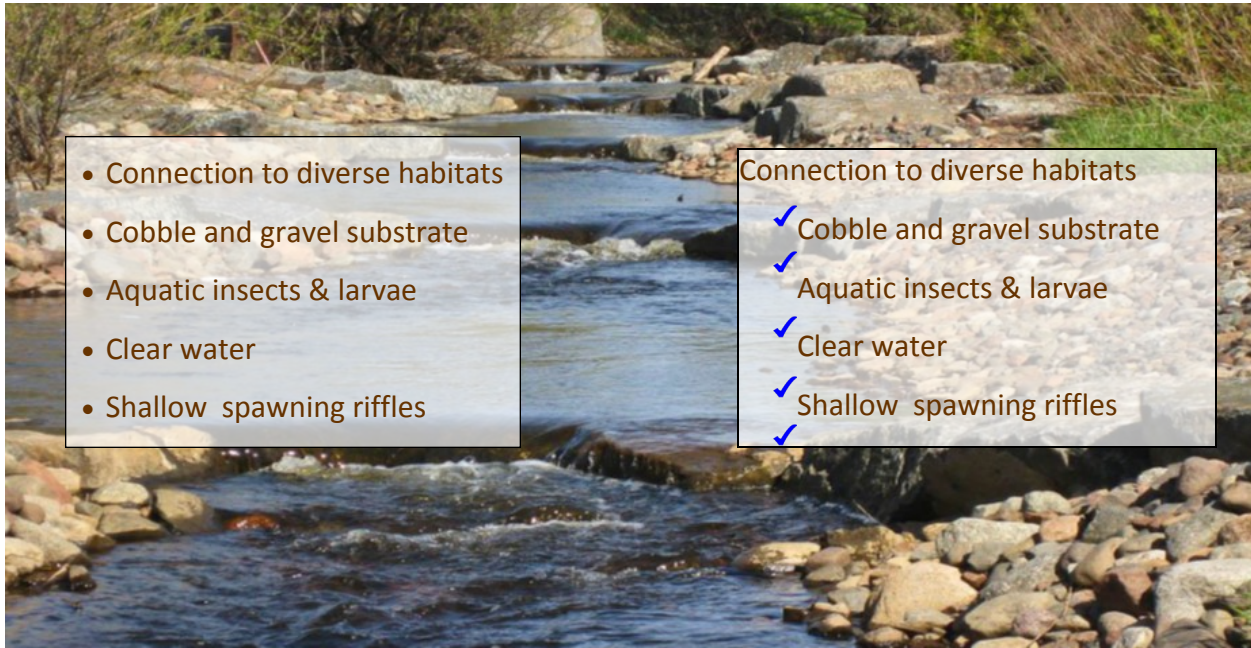 • Connection to diverse habitats
• Cobble and gravel substrate
• Aquatic insects & larvae
• Clear water
• Shallow  spawning riffles
Connection to diverse habitats
✓ Cobble and gravel substrate
✓ Aquatic insects & larvae
✓ Clear water
✓ Shallow  spawning riffles
✓